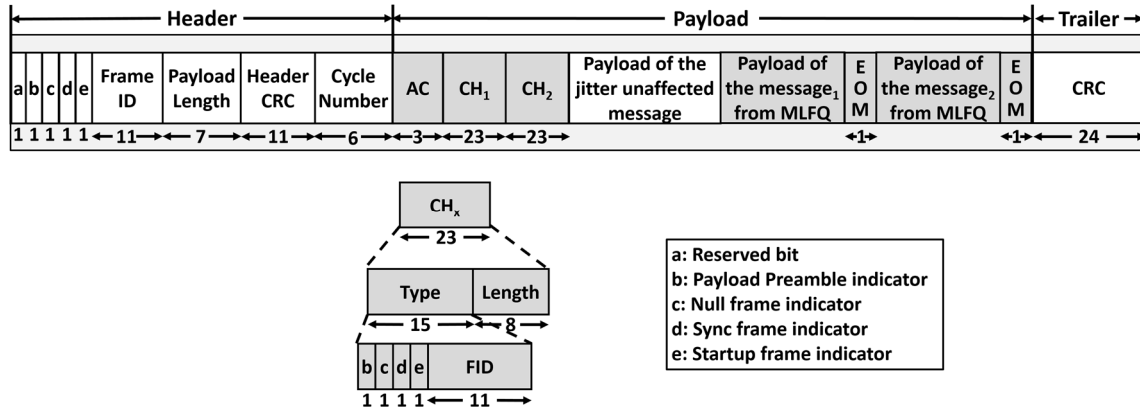 Header Payload Trailer
a b c d e Frame ID Payload Length Header CRC Cycle Number AC CH₁ CH₂ Payload of the jitter unaffected message Payload of the message₁ from MLFQ E O M Payload of the message₂ from MLFQ E O M CRC
1 1 1 1 1 11 7 11 6 3 23 23 1 1 24
CHₓ
23
Type Length
15 8
b c d e FID
1 1 1 1 11
a: Reserved bit
b: Payload Preamble indicator
c: Null frame indicator
d: Sync frame indicator
e: Startup frame indicator